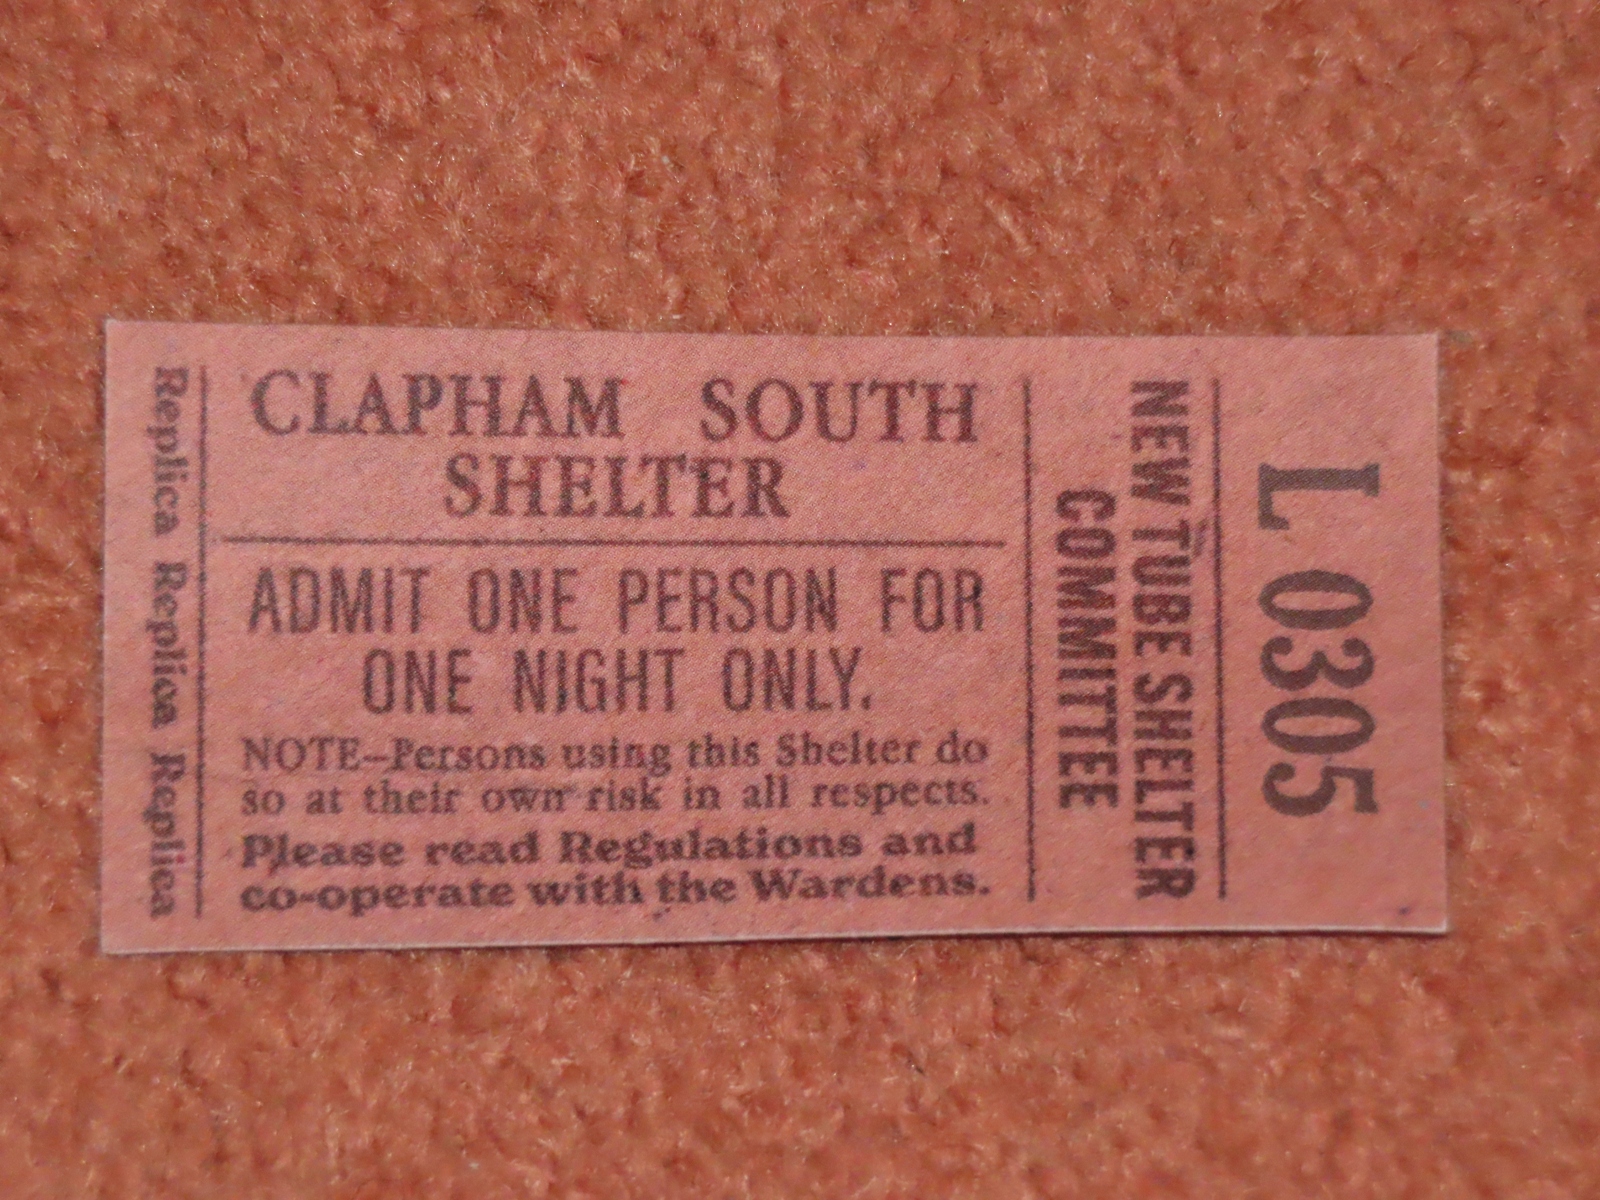 Replica Replica Replica Replica
CLAPHAM SOUTH
SHELTER
ADMIT ONE PERSON FOR
ONE NIGHT ONLY.
NOTE–Persons using this Shelter do
so at their own risk in all respects.
Please read Regulations and
co-operate with the Wardens.
NEW TUBE SHELTER
COMMITTEE
L 0305